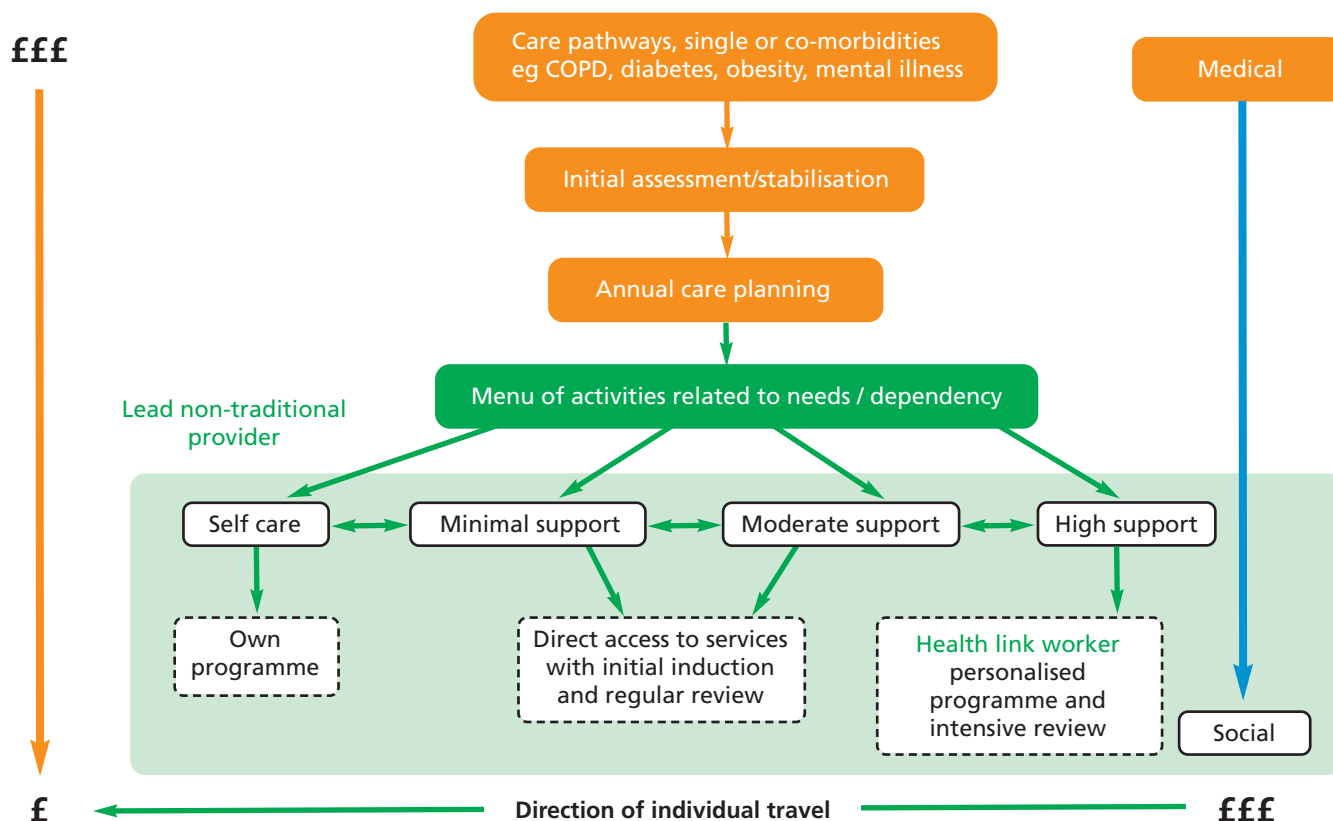 £££
Care pathways, single or co-morbidities
eg COPD, diabetes, obesity, mental illness
Medical
Initial assessment/stabilisation
Annual care planning
Menu of activities related to needs / dependency
Lead non-traditional
provider
Self care
Minimal support
Moderate support
High support
Own
programme
Direct access to services
with initial induction
and regular review
Health link worker
personalised
programme and
intensive review
Social
£
Direction of individual travel
£££